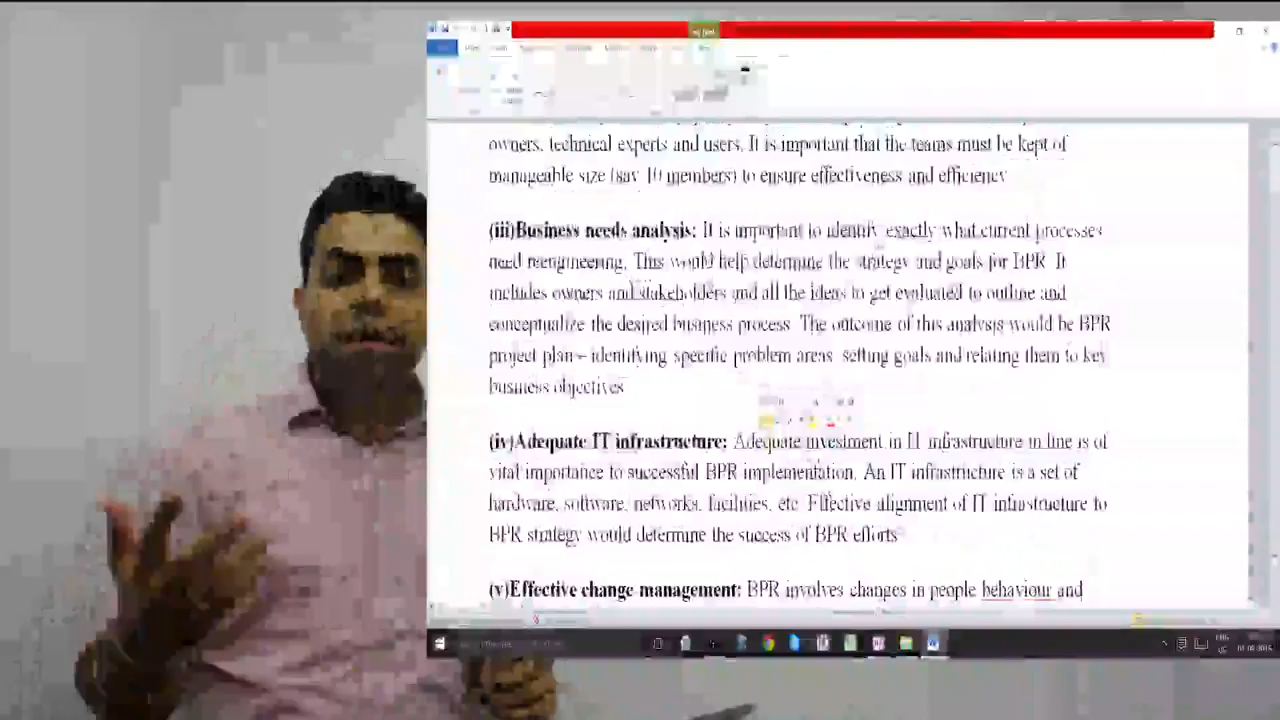 owners, technical experts and users. It is important that the teams must be kept of
manageable size (say 10 members) to ensure effectiveness and efficiency
(iii)Business needs analysis: It is important to identify exactly what current processes
need reengineering. This would help determine the strategy and goals for BPR. It
includes owners and stakeholders and all the ideas to get evaluated to outline and
conceptualize the desired business process. The outcome of this analysis would be BPR
project plan – identifying specific problem areas, setting goals and relating them to key
business objectives
(iv)Adequate IT infrastructure: Adequate investment in IT infrastructure in line is of
vital importance to successful BPR implementation. An IT infrastructure is a set of
hardware, software, networks, facilities, etc. Effective alignment of IT infrastructure to
BPR strategy would determine the success of BPR efforts
(v)Effective change management: BPR involves changes in people behaviour and